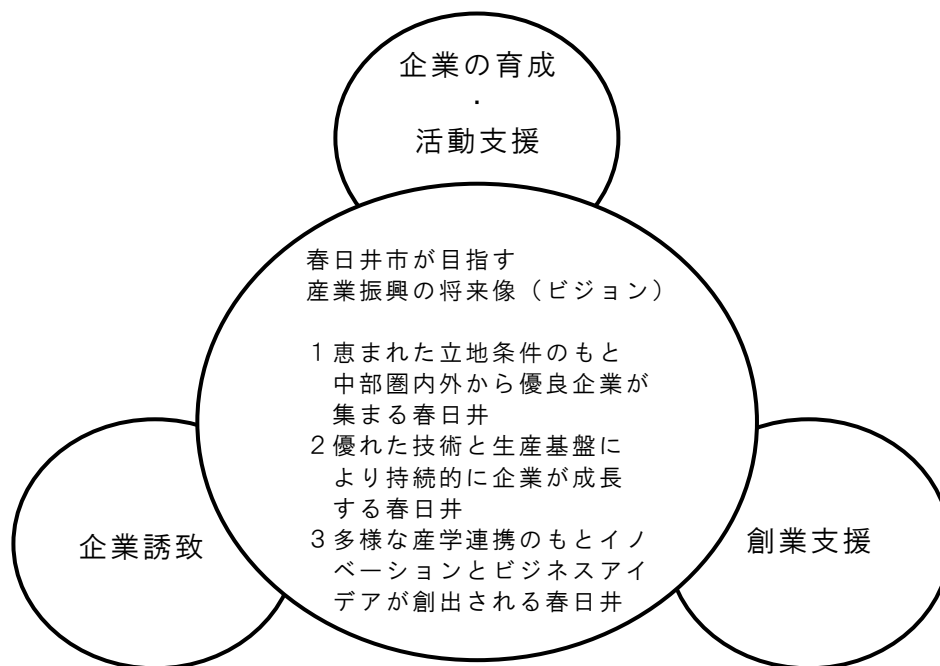 企業の育成
・
活動支援
春日井市が目指す
産業振興の将来像（ビジョン）
１恵まれた立地条件のもと
中部圏内外から優良企業が
集まる春日井
２優れた技術と生産基盤に
より持続的に企業が成長
する春日井
３多様な産学連携のもとイノ
ベーションとビジネスアイ
デアが創出される春日井
企業誘致
創業支援